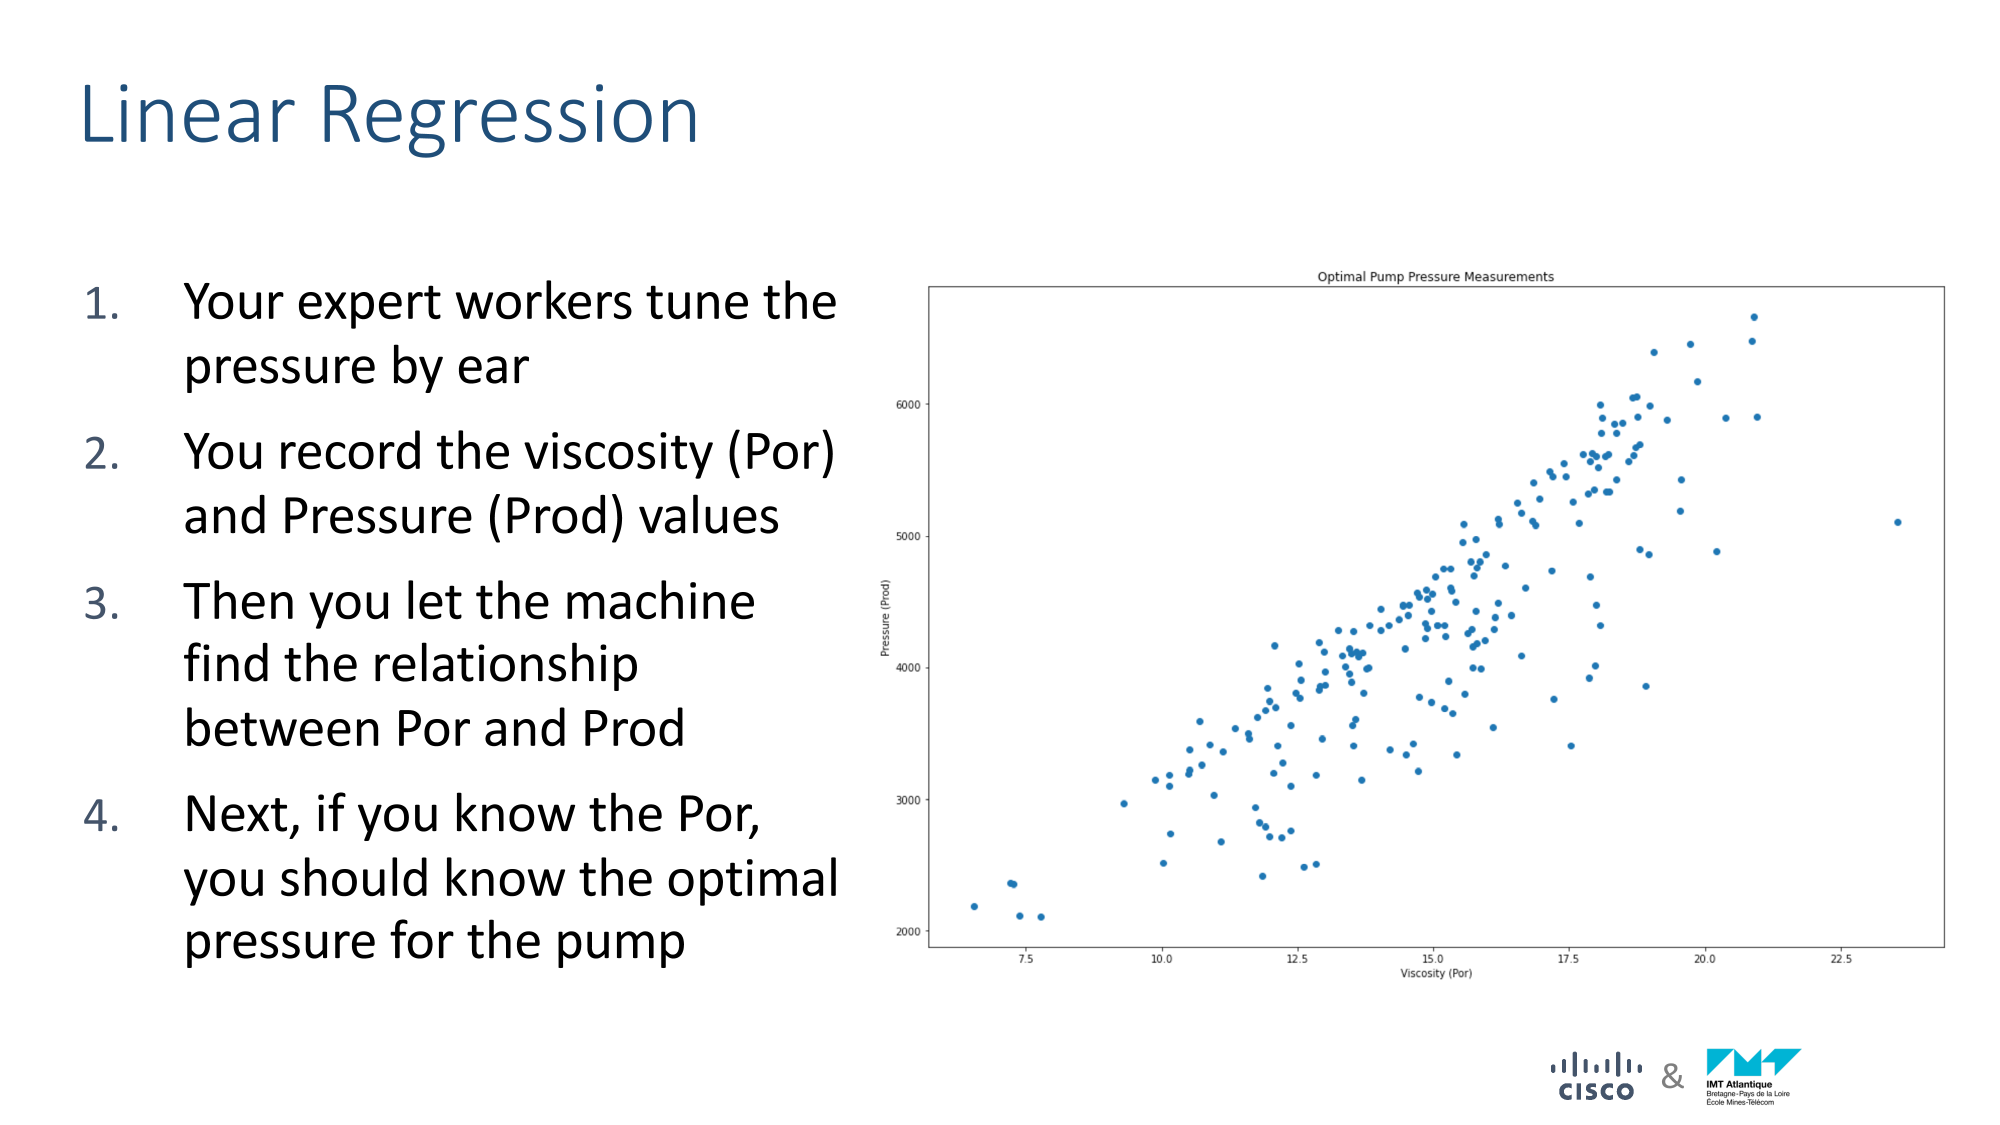 Linear Regression
1. Your expert workers tune the
pressure by ear
2. You record the viscosity (Por)
and Pressure (Prod) values
3. Then you let the machine
find the relationship
between Por and Prod
4. Next, if you know the Por,
you should know the optimal
pressure for the pump
Optimal Pump Pressure Measurements
Pressure (Prod)
6000
5000
4000
3000
2000
7.5 10.0 12.5 15.0 17.5 20.0 22.5
Viscosity (Por)
CISCO & IMT Atlantique
Bretagne-Pays de la Loire
École Mines-Télécom